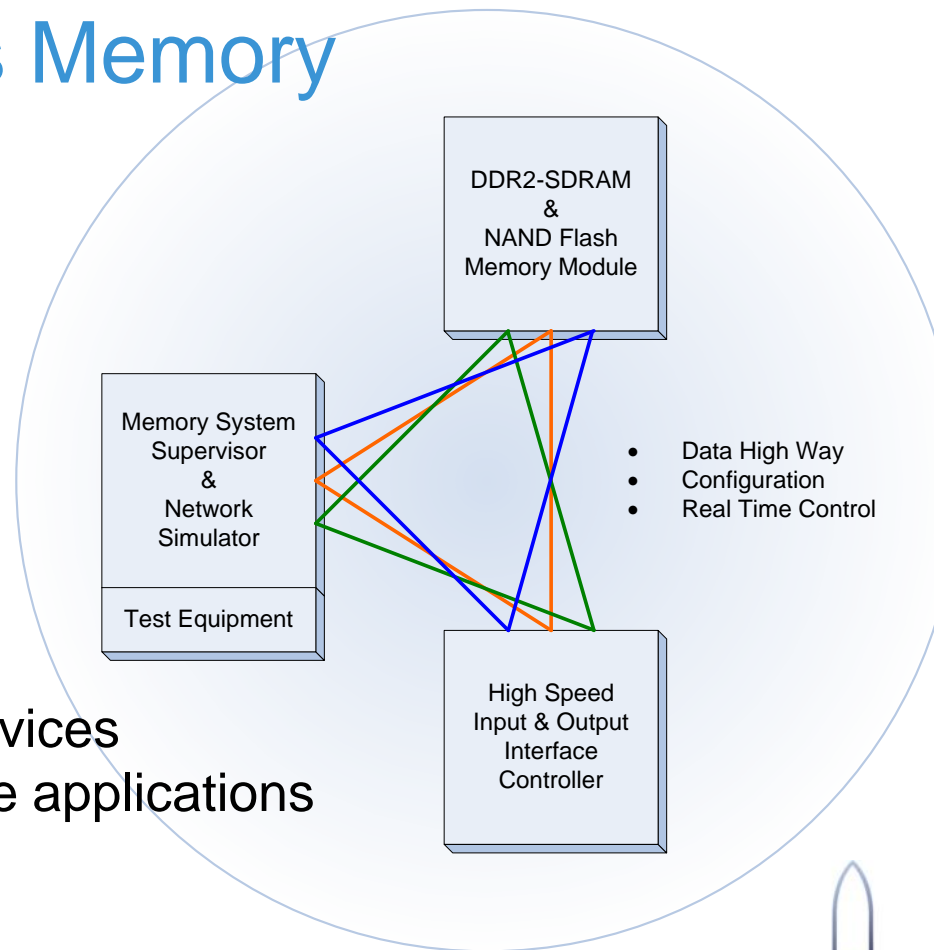 s Memory
DDR2-SDRAM
&
NAND Flash
Memory Module
Memory System
Supervisor
&
Network
Simulator
Test Equipment
• Data High Way
• Configuration
• Real Time Control
High Speed
Input & Output
Interface
Controller
vices
e applications